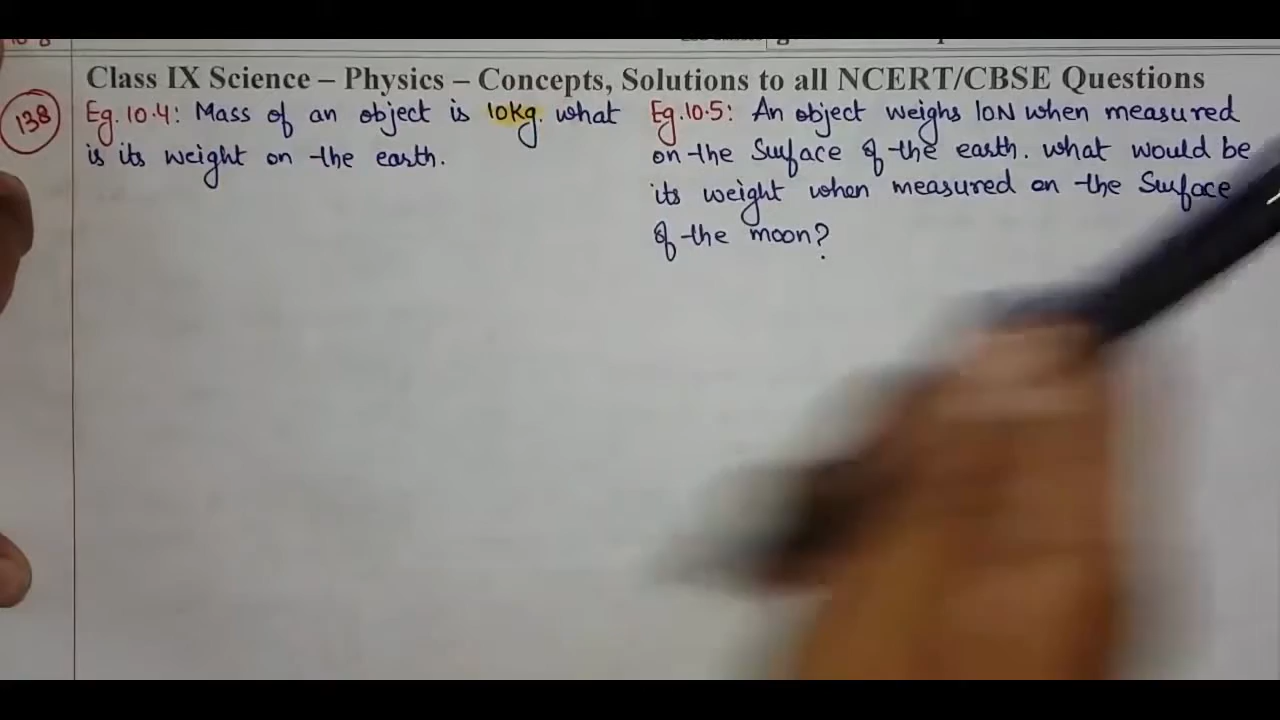 Class IX Science – Physics – Concepts, Solutions to all NCERT/CBSE Questions
138
Eg. 10.4: Mass of an object is 10Kg. what
is its weight on the earth.
Eg. 10.5: An object weighs 10N when measured
on the Surface of the earth. what would be
its weight when measured on the Surface
of the moon?